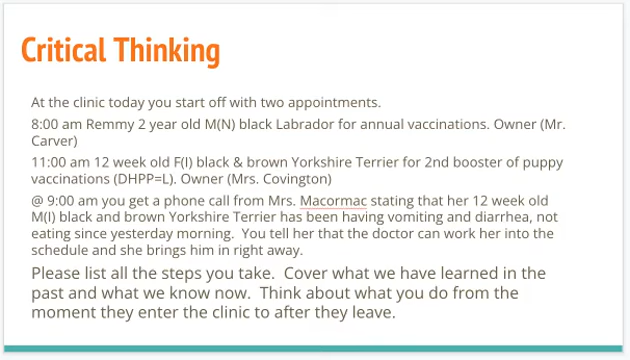 Critical Thinking
At the clinic today you start off with two appointments.
8:00 am Remmy 2 year old M(N) black Labrador for annual vaccinations. Owner (Mr.
Carver)
11:00 am 12 week old F(I) black & brown Yorkshire Terrier for 2nd booster of puppy
vaccinations (DHPP=L). Owner (Mrs. Covington)
@ 9:00 am you get a phone call from Mrs. Macormac stating that her 12 week old
M(I) black and brown Yorkshire Terrier has been having vomiting and diarrhea, not
eating since yesterday morning.  You tell her that the doctor can work her into the
schedule and she brings him in right away.
Please list all the steps you take.  Cover what we have learned in the
past and what we know now.  Think about what you do from the
moment they enter the clinic to after they leave.